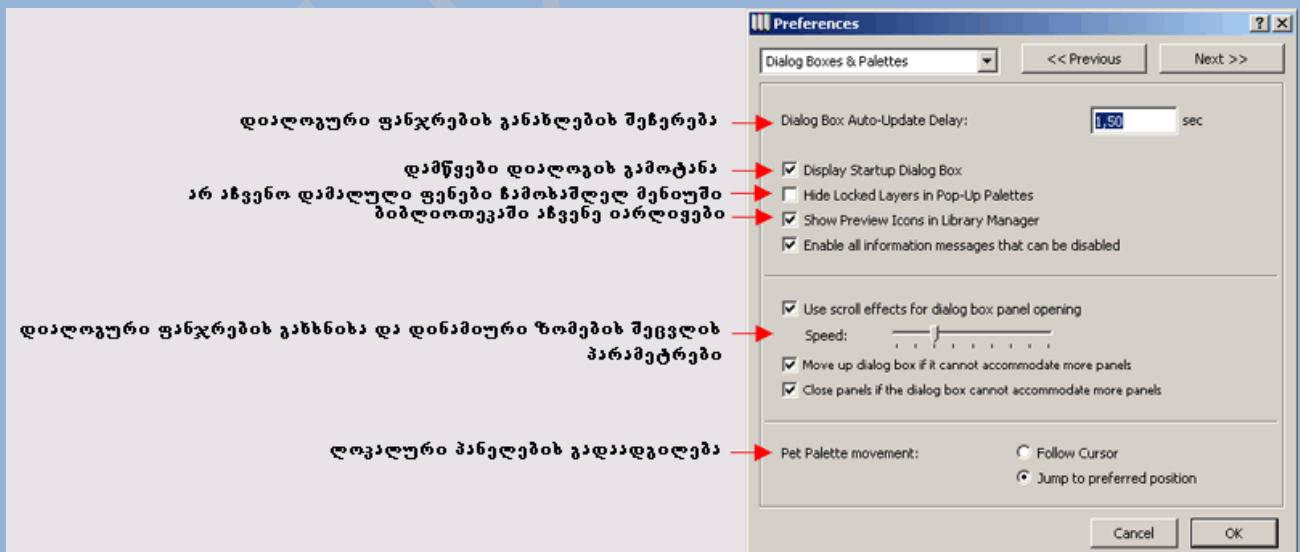 Preferences
Dialog Boxes & Palettes
<< Previous
Next >>
დიალოგური ფანჯრების განახლების შეჩერება
Dialog Box Auto-Update Delay:
1,50
sec
დამწყები დიალოგის გამოტანა
Display Startup Dialog Box
არ აჩვენო დამალული ფენები ჩამოსაშლელ მენიუში
Hide Locked Layers in Pop-Up Palettes
ბიბლიოთეკაში აჩვენე იარლიყები
Show Preview Icons in Library Manager
Enable all information messages that can be disabled
Use scroll effects for dialog box panel opening
დიალოგური ფანჯრების გახსნისა და დინამიური ზომების შეცვლის
პარამეტრები
Speed:
Move up dialog box if it cannot accommodate more panels
Close panels if the dialog box cannot accommodate more panels
ლოკალური პანელების გადაადგილება
Pet Palette movement:
Follow Cursor
Jump to preferred position
Cancel
OK